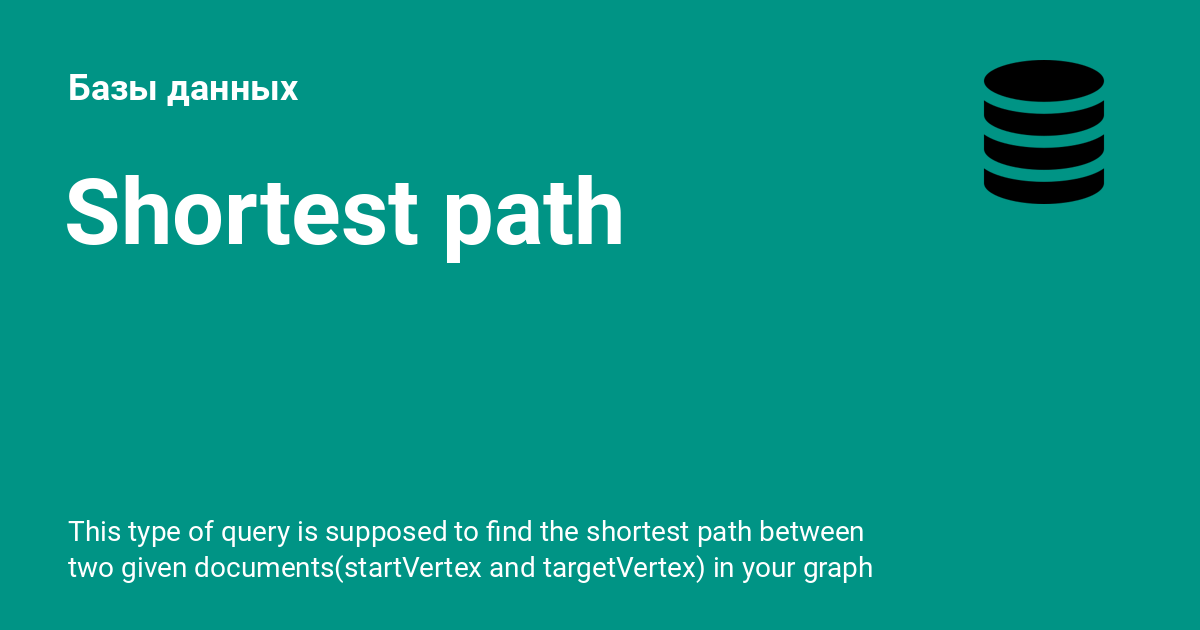 Базы данных
Shortest path
This type of query is supposed to find the shortest path between
two given documents(startVertex and targetVertex) in your graph